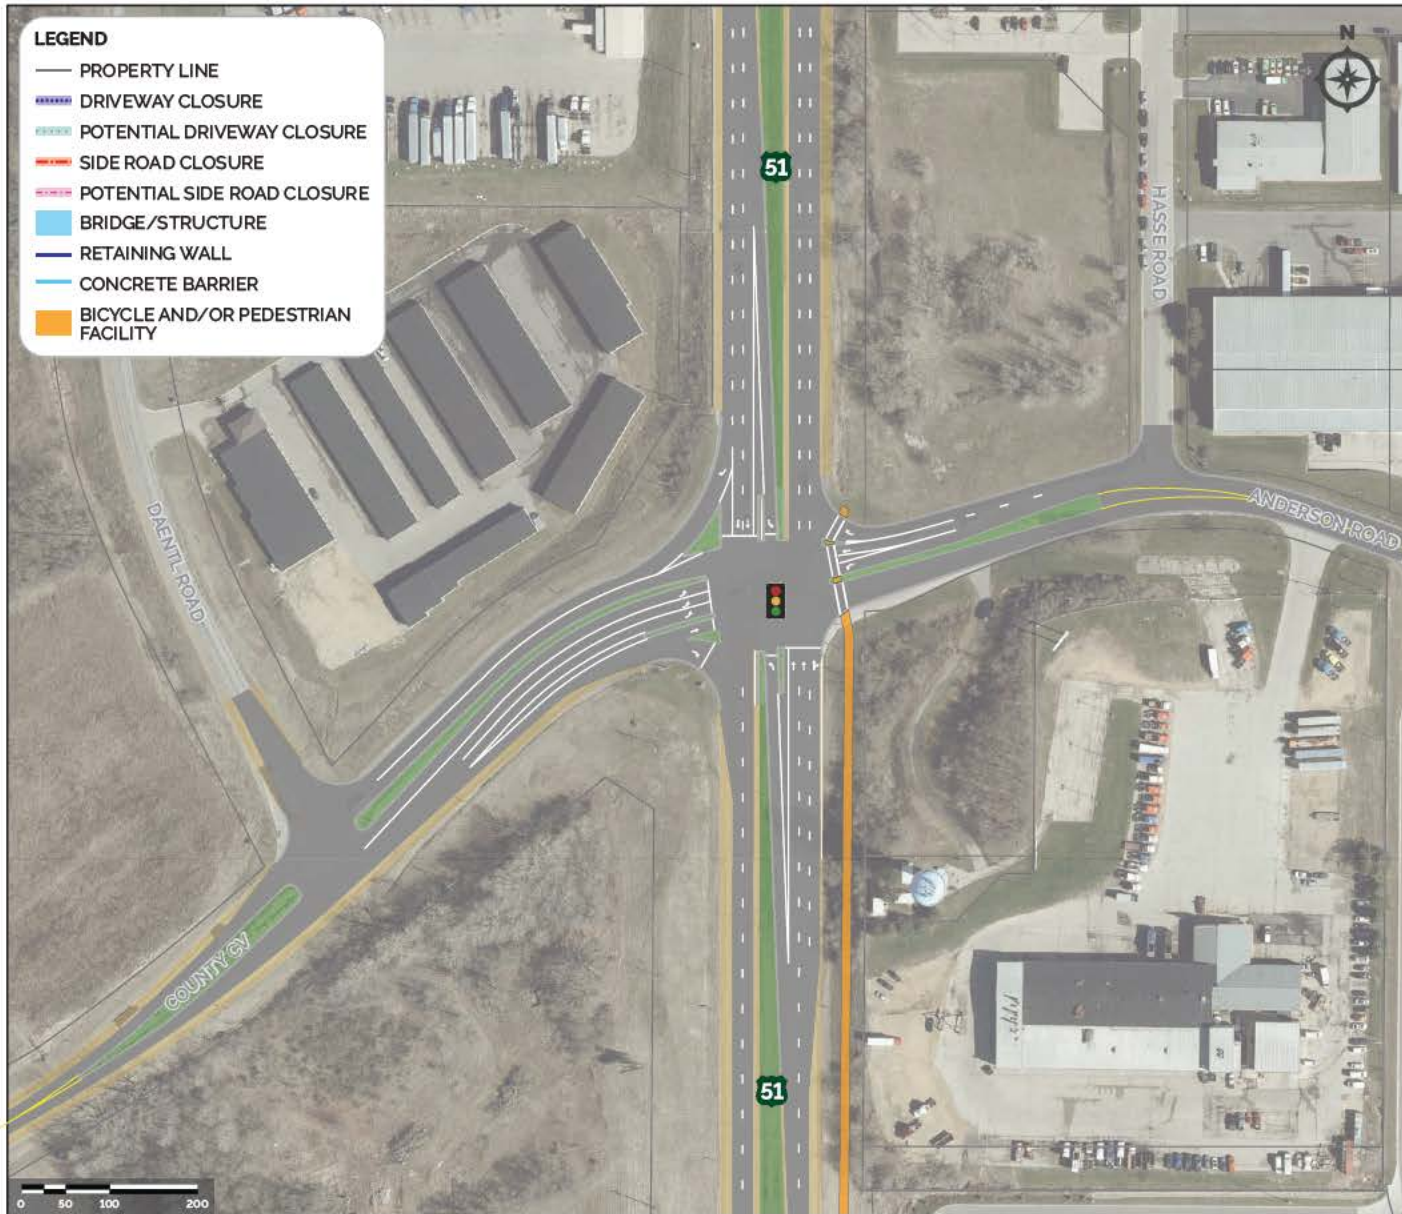 LEGEND
PROPERTY LINE
DRIVEWAY CLOSURE
POTENTIAL DRIVEWAY CLOSURE
SIDE ROAD CLOSURE
POTENTIAL SIDE ROAD CLOSURE
BRIDGE/STRUCTURE
RETAINING WALL
CONCRETE BARRIER
BICYCLE AND/OR PEDESTRIAN
FACILITY
N
51
HASSE ROAD
ANDERSON ROAD
DAENTL ROAD
COUNTY CV
51
0 50 100 200